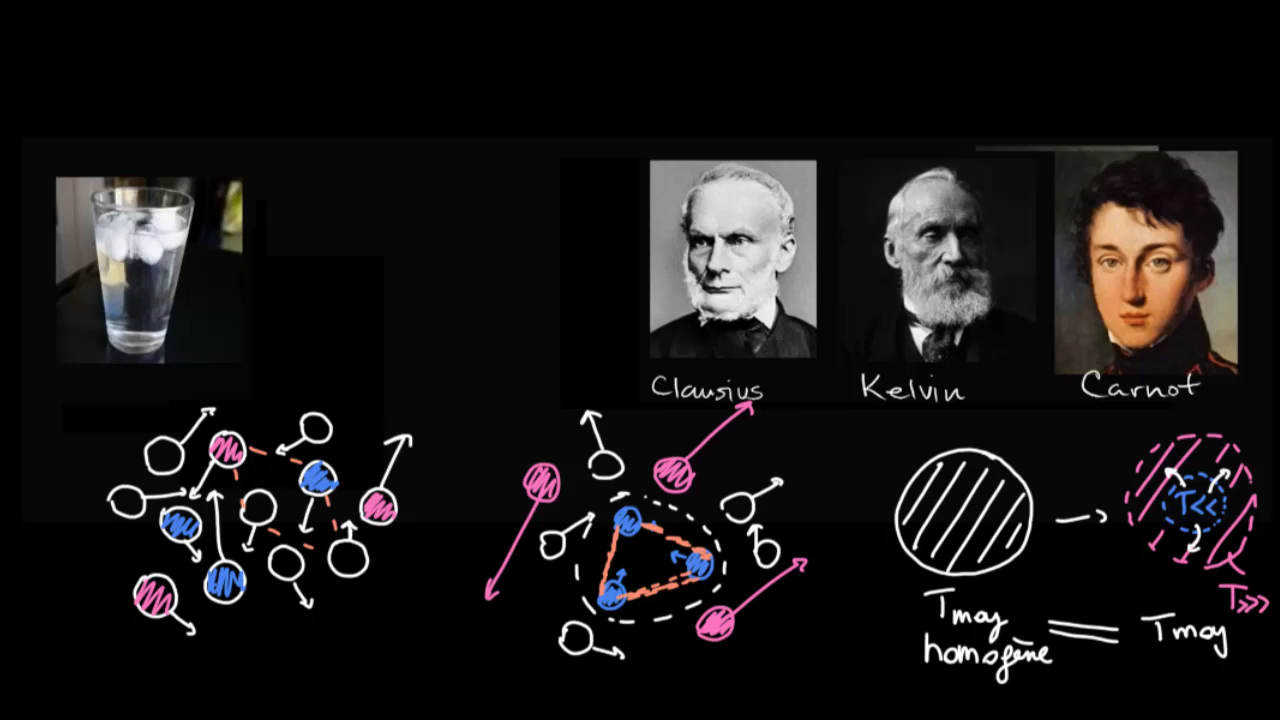 Clausius
Kelvin
Carnot
T<<
T>>>
Tmoy
homogène
=
Tmoy